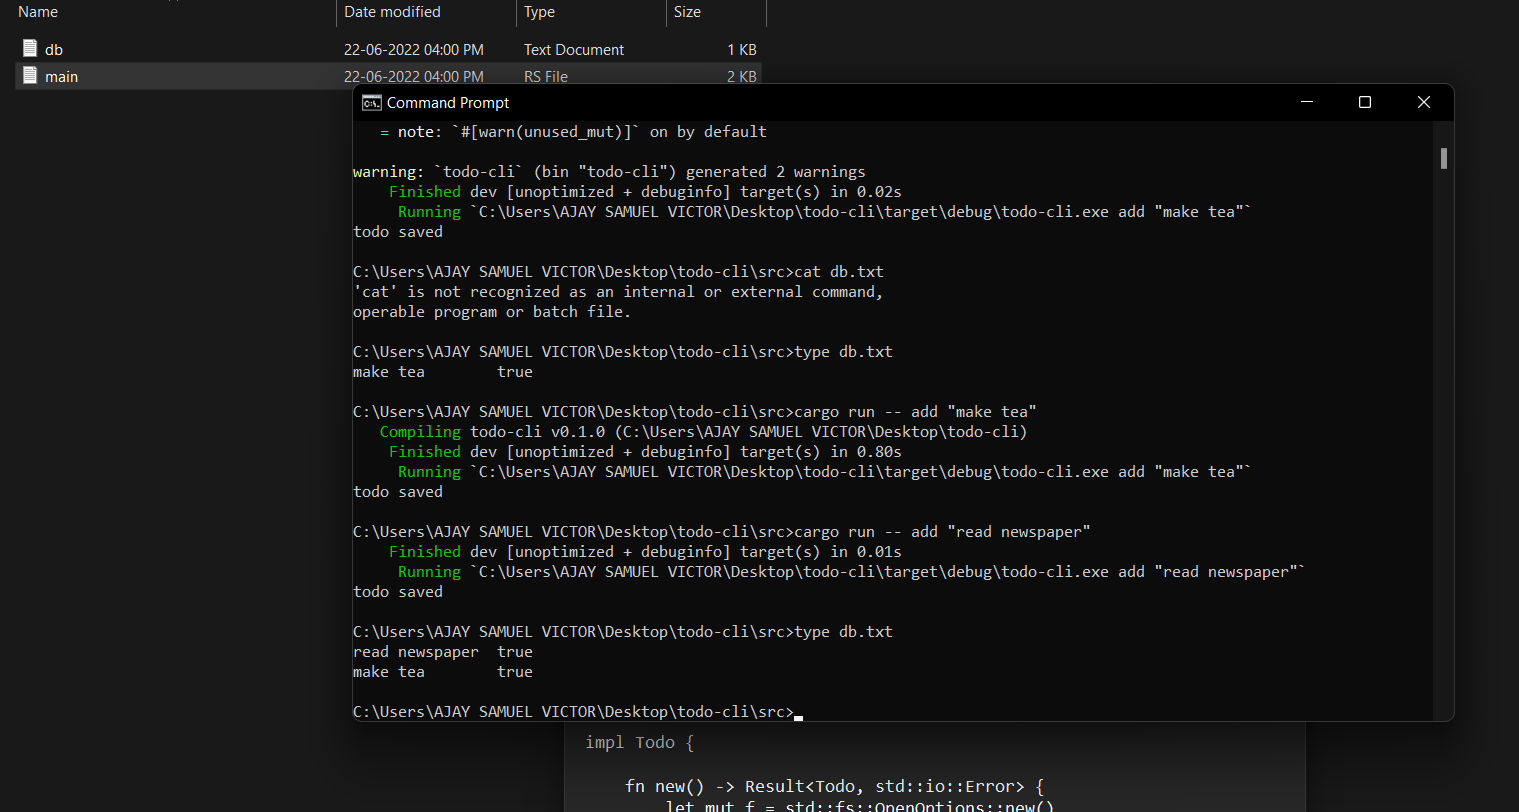 Name Date modified Type Size
db 22-06-2022 04:00 PM Text Document 1 KB
main 22-06-2022 04:00 PM RS File 2 KB
Command Prompt
= note: `#[warn(unused_mut)]` on by default
warning: `todo-cli` (bin "todo-cli") generated 2 warnings
Finished dev [unoptimized + debuginfo] target(s) in 0.02s
Running `C:\Users\AJAY SAMUEL VICTOR\Desktop\todo-cli\target\debug\todo-cli.exe add "make tea"`
todo saved
C:\Users\AJAY SAMUEL VICTOR\Desktop\todo-cli\src>cat db.txt
'cat' is not recognized as an internal or external command,
operable program or batch file.
C:\Users\AJAY SAMUEL VICTOR\Desktop\todo-cli\src>type db.txt
make tea true
C:\Users\AJAY SAMUEL VICTOR\Desktop\todo-cli\src>cargo run -- add "make tea"
Compiling todo-cli v0.1.0 (C:\Users\AJAY SAMUEL VICTOR\Desktop\todo-cli)
Finished dev [unoptimized + debuginfo] target(s) in 0.80s
Running `C:\Users\AJAY SAMUEL VICTOR\Desktop\todo-cli\target\debug\todo-cli.exe add "make tea"`
todo saved
C:\Users\AJAY SAMUEL VICTOR\Desktop\todo-cli\src>cargo run -- add "read newspaper"
Finished dev [unoptimized + debuginfo] target(s) in 0.01s
Running `C:\Users\AJAY SAMUEL VICTOR\Desktop\todo-cli\target\debug\todo-cli.exe add "read newspaper"`
todo saved
C:\Users\AJAY SAMUEL VICTOR\Desktop\todo-cli\src>type db.txt
read newspaper true
make tea true
C:\Users\AJAY SAMUEL VICTOR\Desktop\todo-cli\src>
impl Todo {
fn new() -> Result<Todo, std::io::Error> {
let mut f = std::fs::OpenOptions::new()